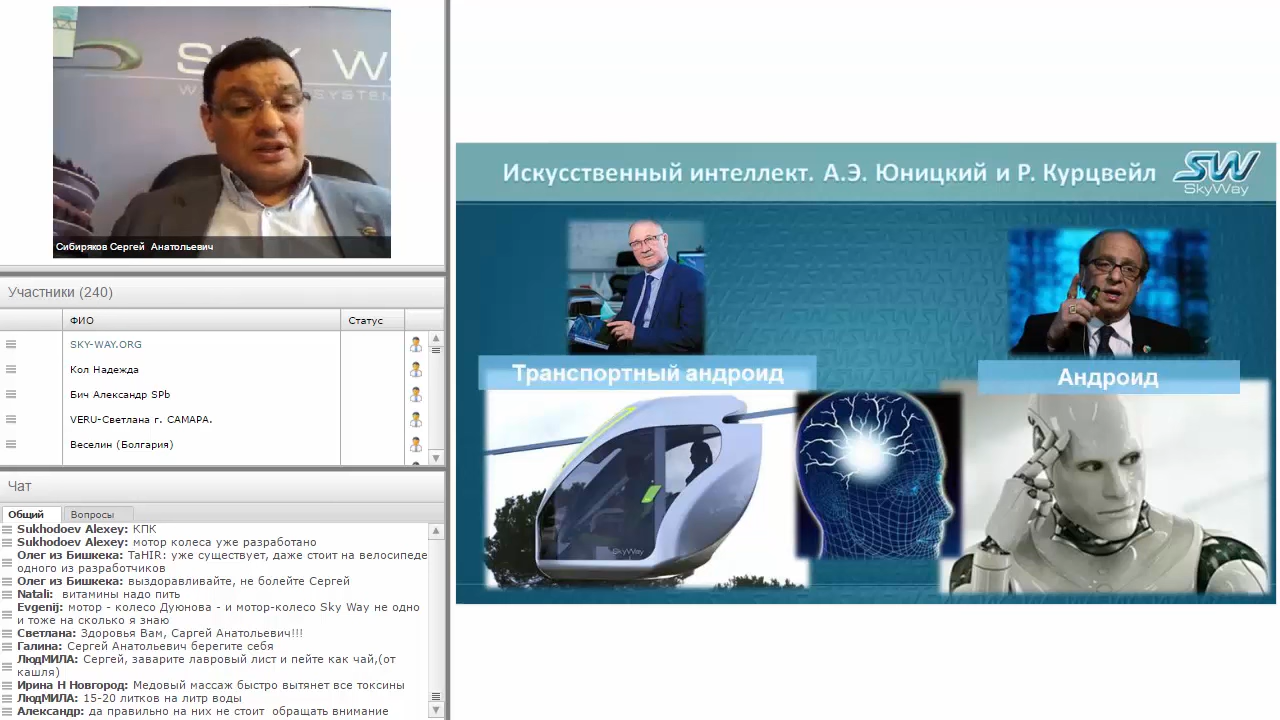 SKY WA
SYSTEM
Сибиряков Сергей Анатольевич
Участники (240)
ФИО
Статус
SKY-WAY.ORG
Кол Надежда
Бич Александр SPb
VERU-Светлана г. САМАРА.
Веселин (Болгария)
Чат
Общий
Вопросы
Sukhodoev Alexey: КПК
Sukhodoev Alexey: мотор колеса уже разработано
Олег из Бишкека: TaHIR: уже существует, даже стоит на велосипеде
одного из разработчиков
Олег из Бишкека: выздоравливайте, не болейте Сергей
Natali: витамины надо пить
Evgenij: мотор - колесо Дуюнова - и мотор-колесо Sky Way не одно
и тоже на сколько я знаю
Светлана: Здоровья Вам, Саргей Анатольевич!!!
Галина: Сергей Анатольевич берегите себя
ЛюдМИЛА: Сергей, заварите лавровый лист и пейте как чай,(от
кашля)
Ирина Н Новгород: Медовый массаж быстро вытянет все токсины
ЛюдМИЛА: 15-20 литков на литр воды
Александр: да правильно на них не стоит обращать внимание
Искусственный интеллект. А.Э. Юницкий и Р. Курцвейл
SW
SkyWay
Транспортный андроид
Андроид
SkyWay